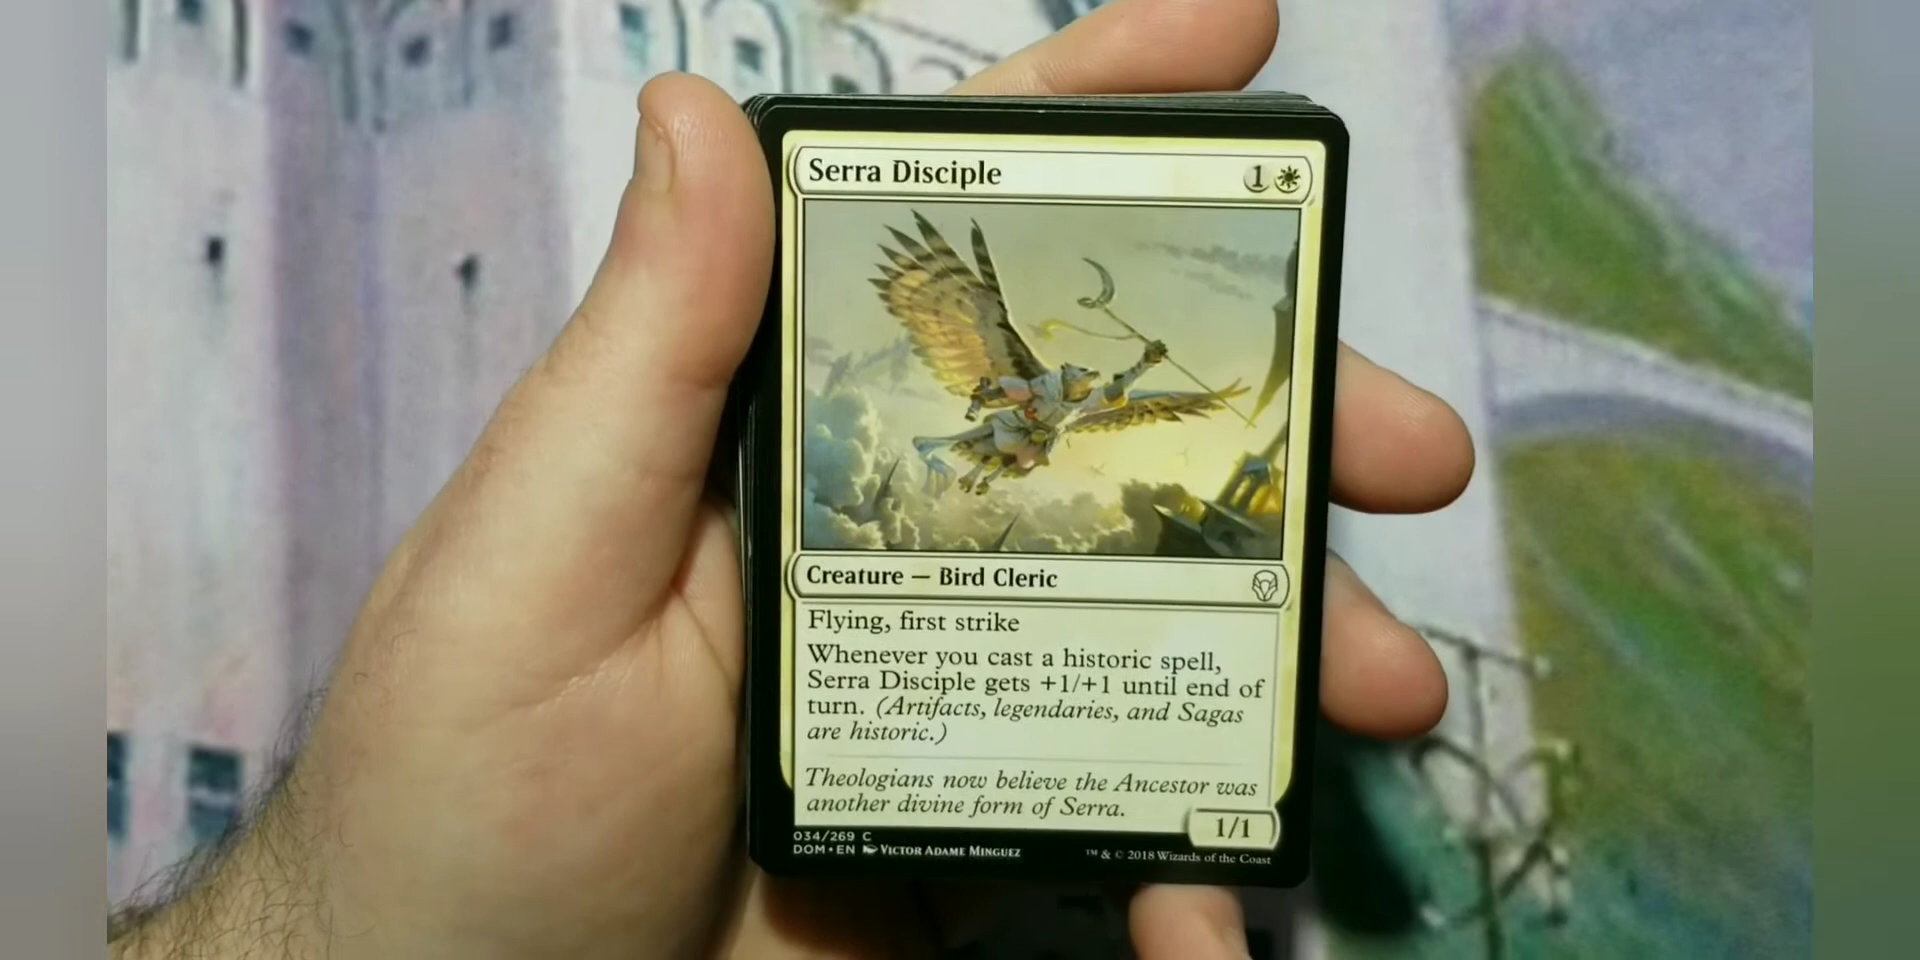 Serra Disciple 1
Creature — Bird Cleric
Flying, first strike
Whenever you cast a historic spell,
Serra Disciple gets +1/+1 until end of
turn. (Artifacts, legendaries, and Sagas
are historic.)
Theologians now believe the Ancestor was
another divine form of Serra.
1/1
034/269 C
DOM • EN Victor Adame Minguez
™ & © 2018 Wizards of the Coast